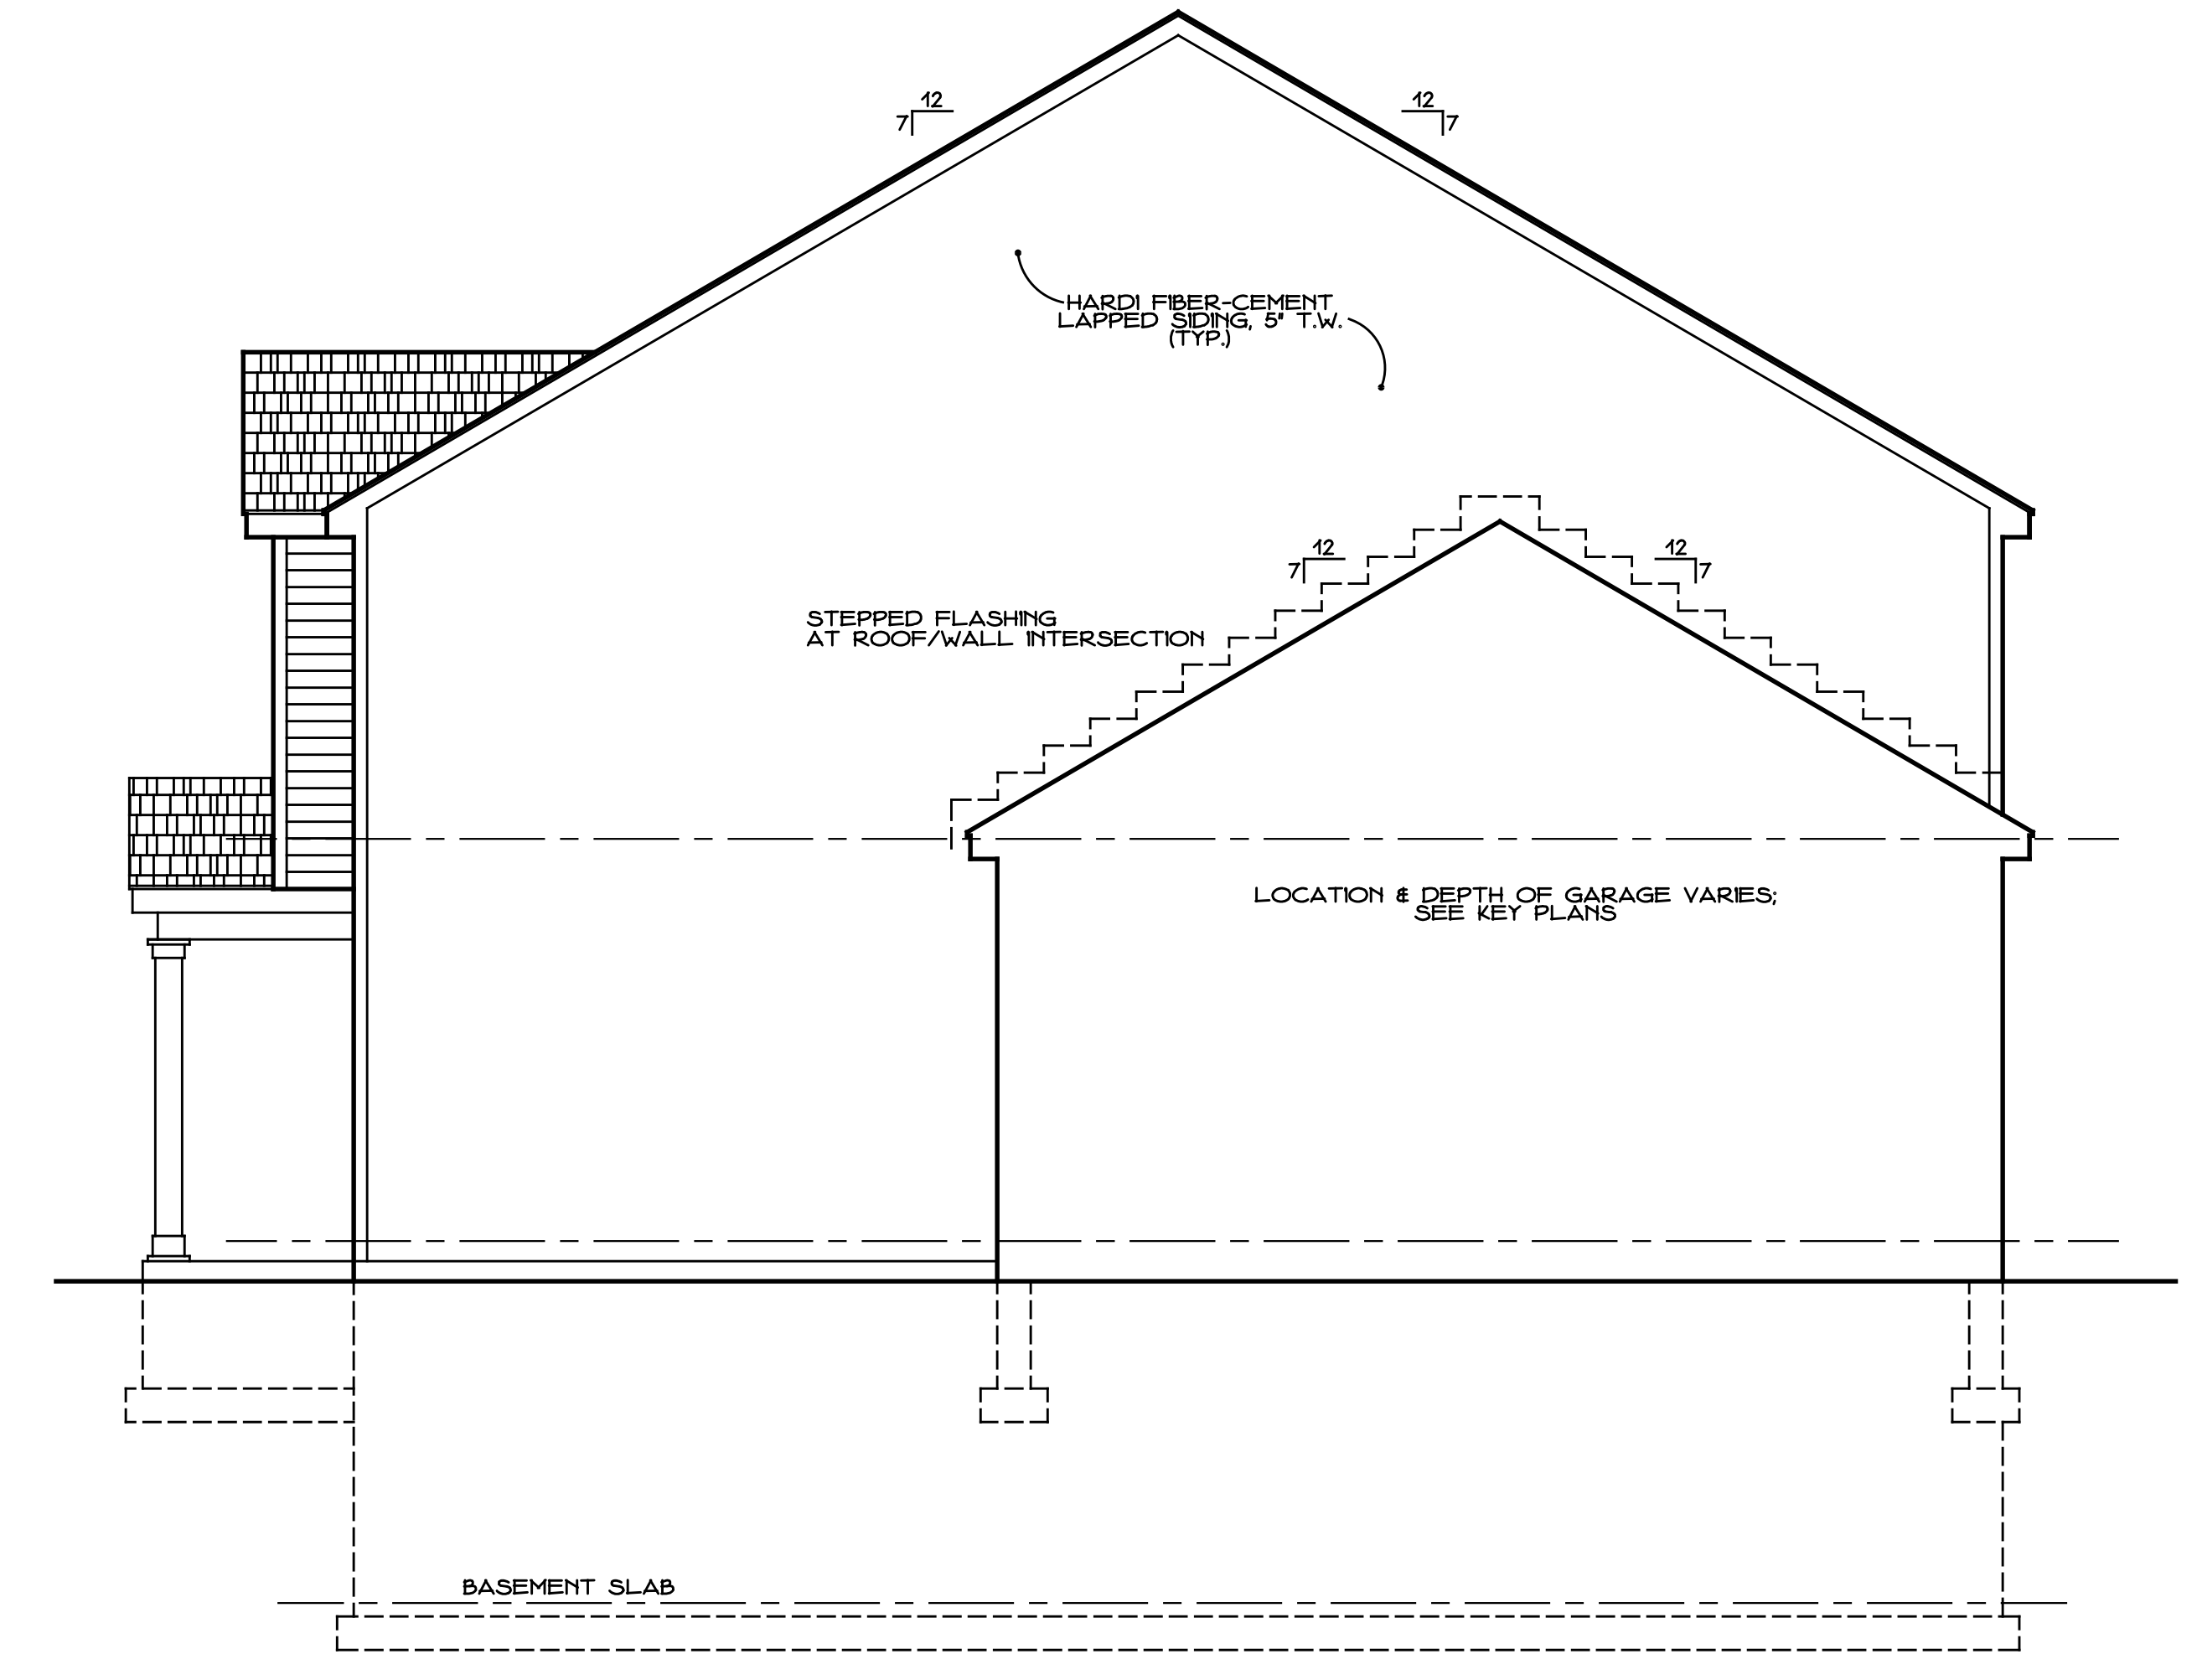 12
7
12
7
HARDI FIBER-CEMENT
LAPPED SIDING, 5" T.W.
(TYP.)
12
7
12
7
STEPPED FLASHING
AT ROOF/WALL INTERSECTION
LOCATION & DEPTH OF GARAGE VARIES;
SEE KEY PLANS
BASEMENT SLAB